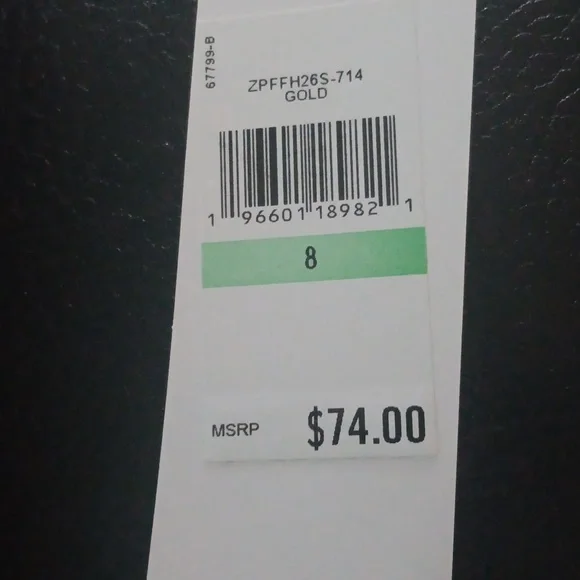 67799-B
ZPFFH26S-714
GOLD
1 96601 18982 1
8
MSRP $74.00